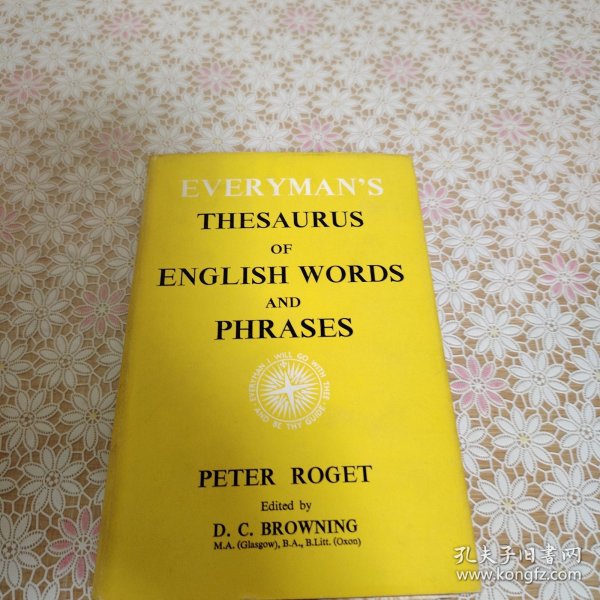 EVERYMAN'S
THESAURUS
OF
ENGLISH WORDS
AND
PHRASES
EVERYMAN I WILL GO WITH THEE
AND BE THY GUIDE
PETER ROGET
Edited by
D. C. BROWNING
M.A. (Glasgow), B.A., B.Litt. (Oxon)
孔夫子旧书网
www.kongfz.com